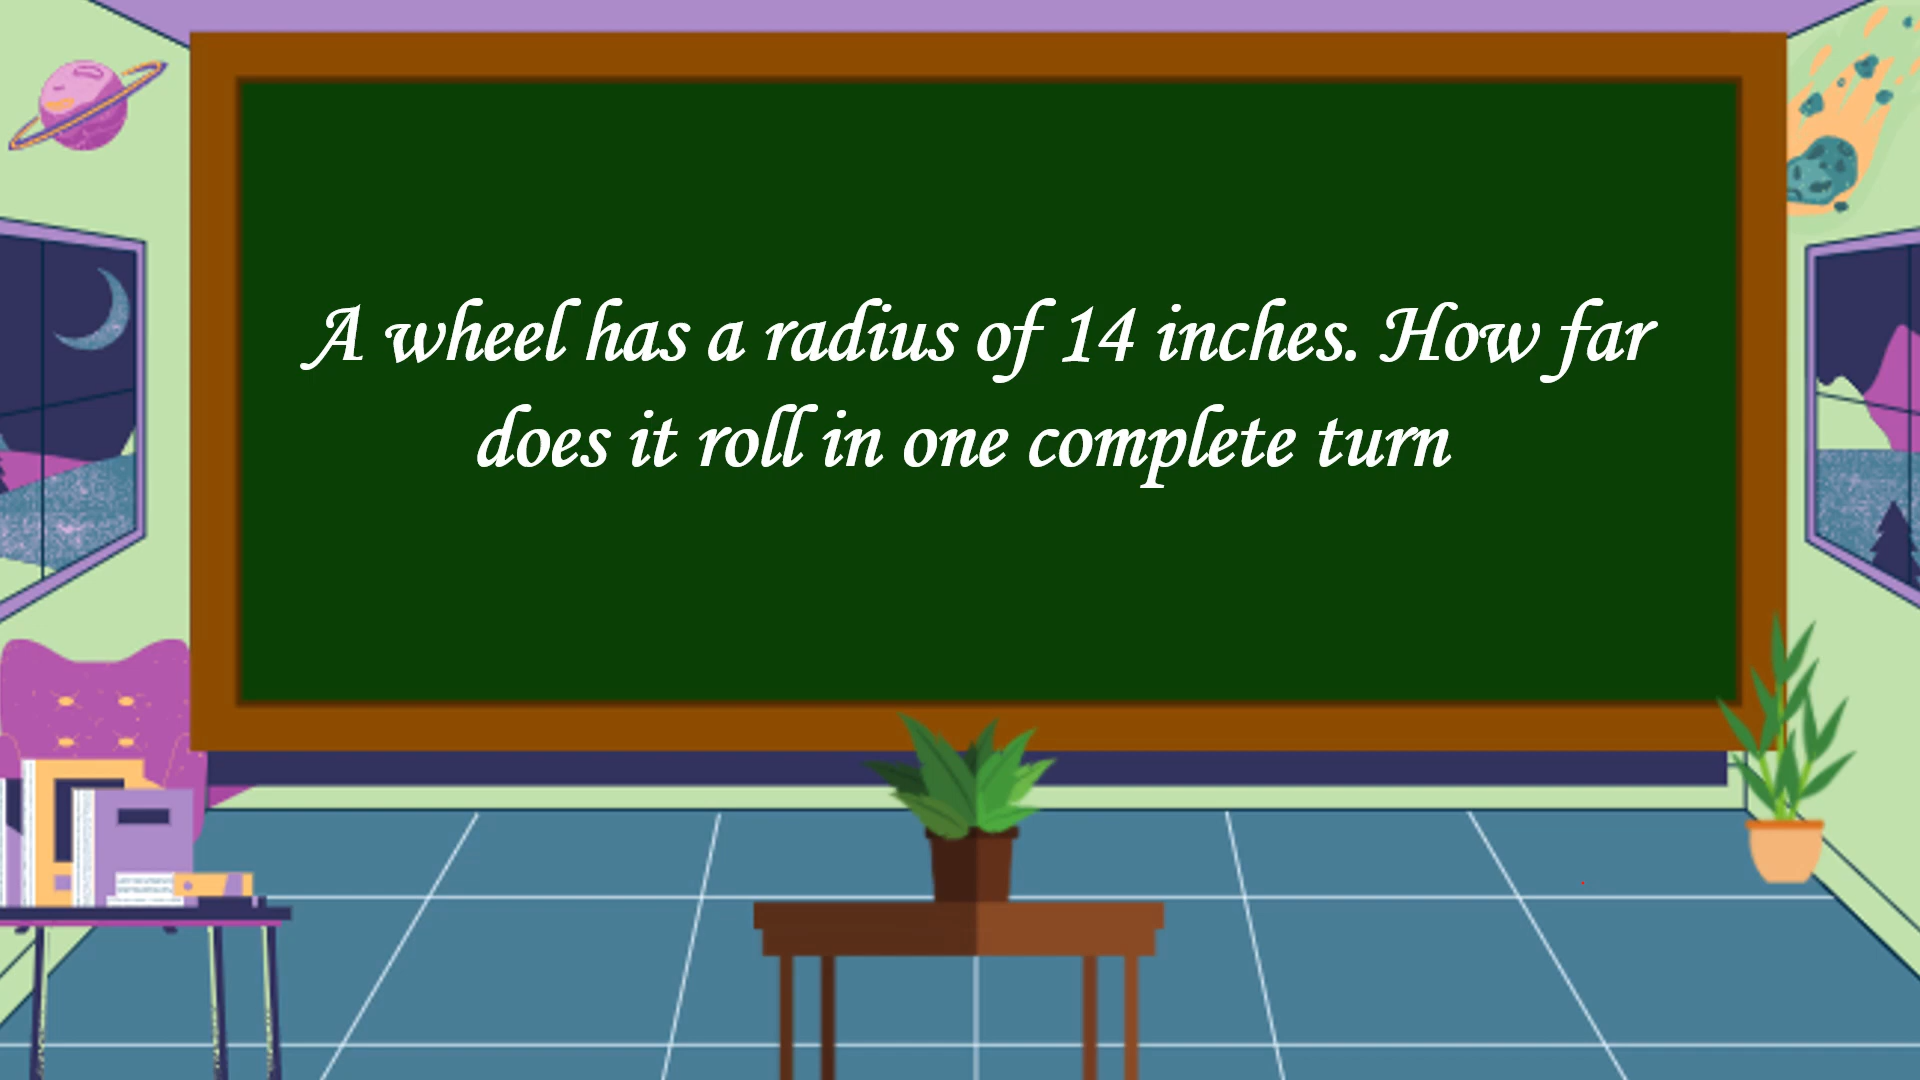 A wheel has a radius of 14 inches. How far
does it roll in one complete turn